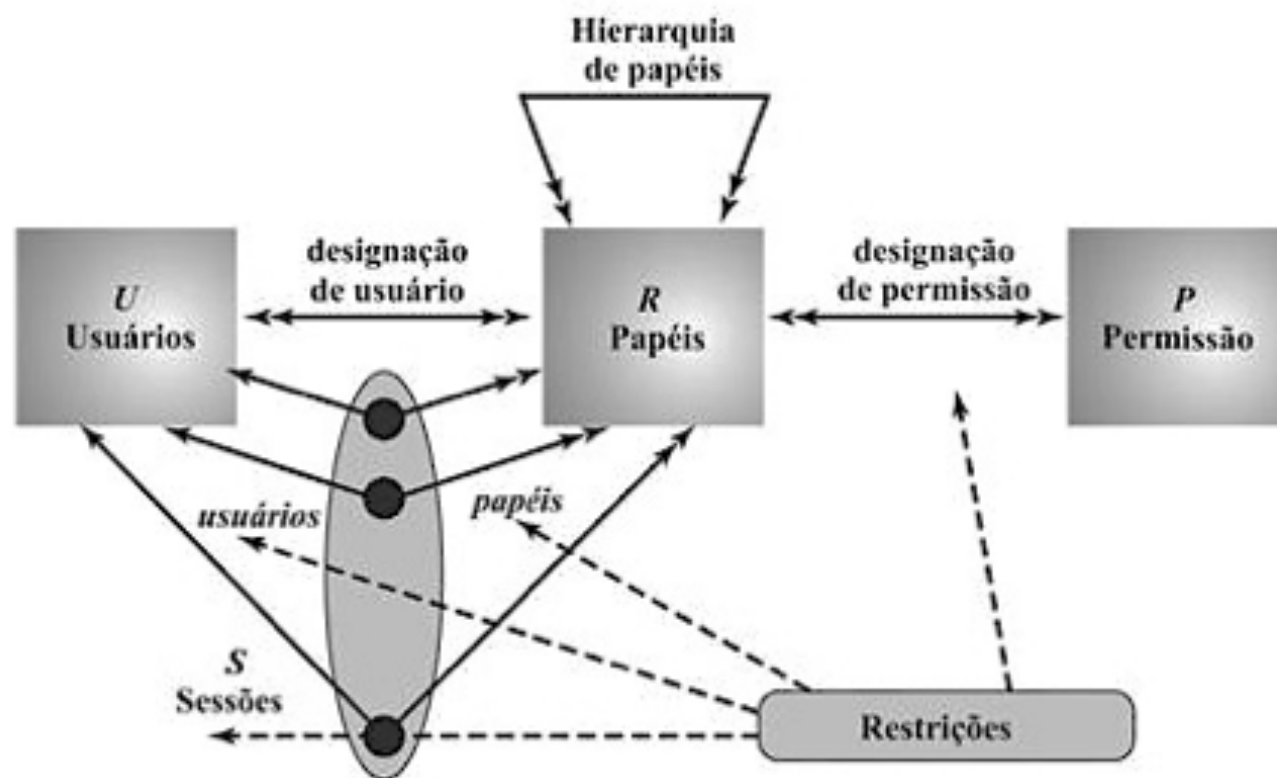 Hierarquia
de papéis
designação
de usuário
designação
de permissão
U
Usuários
R
Papéis
P
Permissão
usuários
papéis
S
Sessões
Restrições